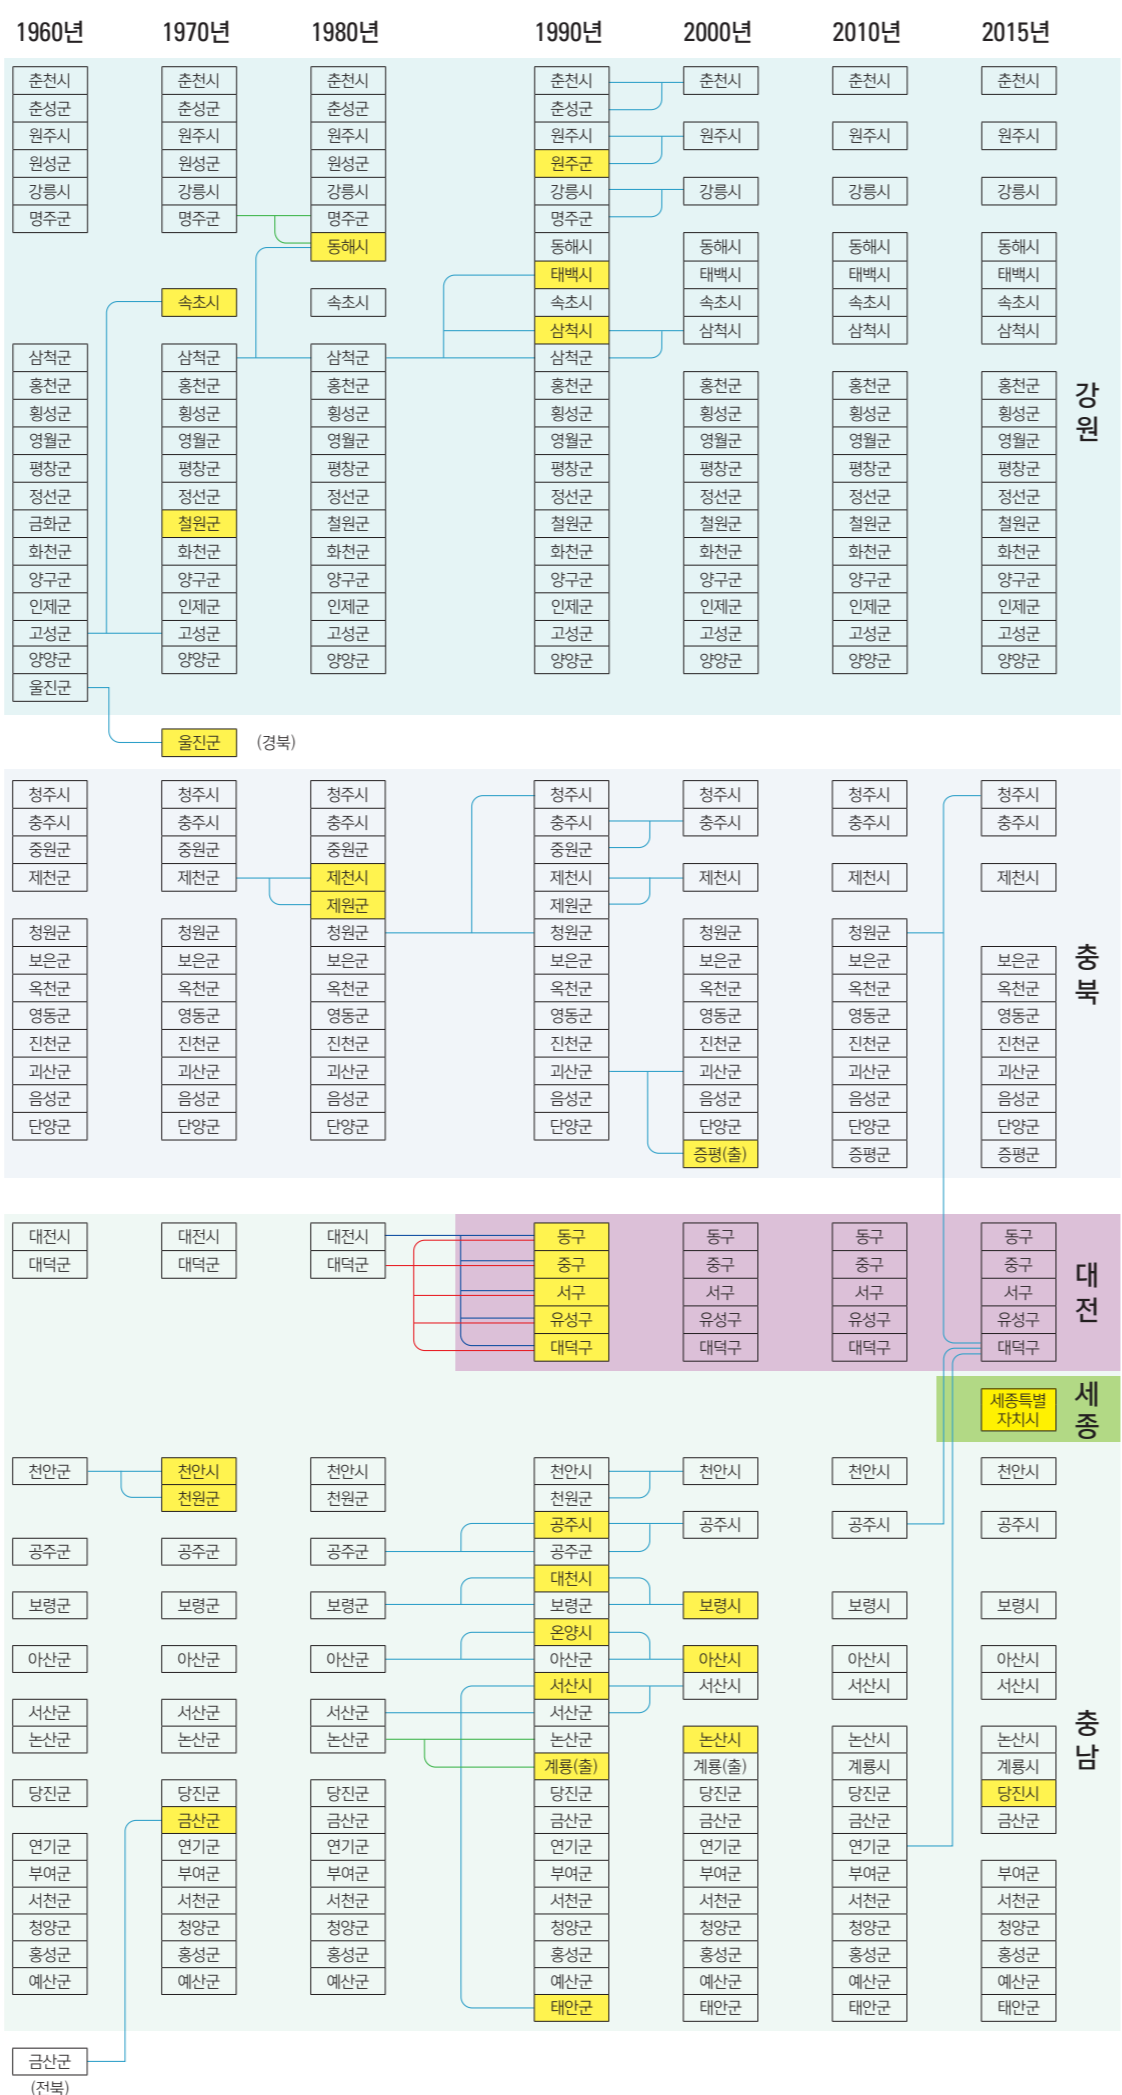 1960년 1970년 1980년 1990년 2000년 2010년 2015년
춘천시 춘천시 춘천시 춘천시 춘천시 춘천시 춘천시
춘성군 춘성군 춘성군 춘성군
원주시 원주시 원주시 원주시 원주시 원주시 원주시
원성군 원성군 원성군 원주군
강릉시 강릉시 강릉시 강릉시 강릉시 강릉시 강릉시
명주군 명주군 명주군 명주군
동해시 동해시 동해시 동해시 동해시
태백시 태백시 태백시 태백시
속초시 속초시 속초시 속초시 속초시 속초시
삼척시 삼척시 삼척시 삼척시
삼척군 삼척군 삼척군 삼척군
홍천군 홍천군 홍천군 홍천군 홍천군 홍천군 홍천군
횡성군 횡성군 횡성군 횡성군 횡성군 횡성군 횡성군
영월군 영월군 영월군 영월군 영월군 영월군 영월군
평창군 평창군 평창군 평창군 평창군 평창군 평창군
정선군 정선군 정선군 정선군 정선군 정선군 정선군
금화군 철원군 철원군 철원군 철원군 철원군 철원군
화천군 화천군 화천군 화천군 화천군 화천군 화천군
양구군 양구군 양구군 양구군 양구군 양구군 양구군
인제군 인제군 인제군 인제군 인제군 인제군 인제군
고성군 고성군 고성군 고성군 고성군 고성군 고성군
양양군 양양군 양양군 양양군 양양군 양양군 양양군
울진군
강원
울진군 (경북)
청주시 청주시 청주시 청주시 청주시 청주시 청주시
충주시 충주시 충주시 충주시 충주시 충주시 충주시
중원군 중원군 중원군 중원군
제천군 제천군 제천시 제천시 제천시 제천시 제천시
제원군 제원군
청원군 청원군 청원군 청원군 청원군 청원군
보은군 보은군 보은군 보은군 보은군 보은군 보은군
옥천군 옥천군 옥천군 옥천군 옥천군 옥천군 옥천군
영동군 영동군 영동군 영동군 영동군 영동군 영동군
진천군 진천군 진천군 진천군 진천군 진천군 진천군
괴산군 괴산군 괴산군 괴산군 괴산군 괴산군 괴산군
음성군 음성군 음성군 음성군 음성군 음성군 음성군
단양군 단양군 단양군 단양군 단양군 단양군 단양군
증평(출) 증평군 증평군
충북
대전시 대전시 대전시 동구 동구 동구 동구
대덕군 대덕군 대덕군 중구 중구 중구 중구
서구 서구 서구 서구
유성구 유성구 유성구 유성구
대덕구 대덕구 대덕구 대덕구
대전
세종특별
자치시
세종
천안군 천안시 천안시 천안시 천안시 천안시 천안시
천원군 천원군 천원군
공주시 공주시 공주시 공주시
공주군 공주군 공주군 공주군
대천시
보령군 보령군 보령군 보령군 보령시 보령시 보령시
온양시
아산군 아산군 아산군 아산군 아산시 아산시 아산시
서산시 서산시 서산시 서산시
서산군 서산군 서산군 서산군
논산군 논산군 논산군 논산군 논산시 논산시 논산시
계룡(출) 계룡(출) 계룡시 계룡시
당진군 당진군 당진군 당진군 당진군 당진군 당진시
금산군 금산군 금산군 금산군 금산군 금산군
연기군 연기군 연기군 연기군 연기군 연기군
부여군 부여군 부여군 부여군 부여군 부여군 부여군
서천군 서천군 서천군 서천군 서천군 서천군 서천군
청양군 청양군 청양군 청양군 청양군 청양군 청양군
홍성군 홍성군 홍성군 홍성군 홍성군 홍성군 홍성군
예산군 예산군 예산군 예산군 예산군 예산군 예산군
태안군 태안군 태안군 태안군
충남
금산군
(전북)